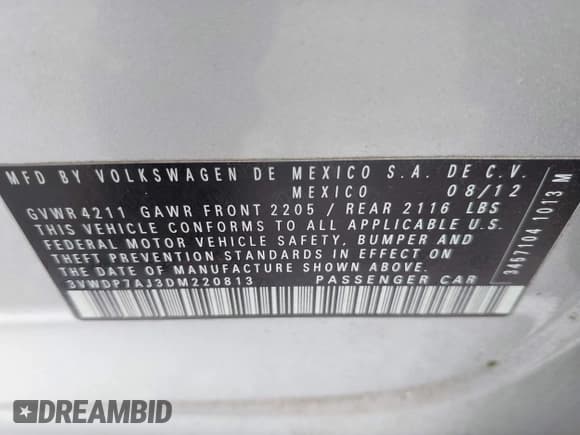 MFD BY VOLKSWAGEN DE MEXICO S.A. DE C.V.
MEXICO 08/12
GVWR 4211 GAWR FRONT 2205 / REAR 2116 LBS
THIS VEHICLE CONFORMS TO ALL APPLICABLE U.S.
FEDERAL MOTOR VEHICLE SAFETY, BUMPER AND
THEFT PREVENTION STANDARDS IN EFFECT ON
THE DATE OF MANUFACTURE SHOWN ABOVE.
3VWDP7AJ3DM220813 PASSENGER CAR
3467104 1013 M
DREAMBID